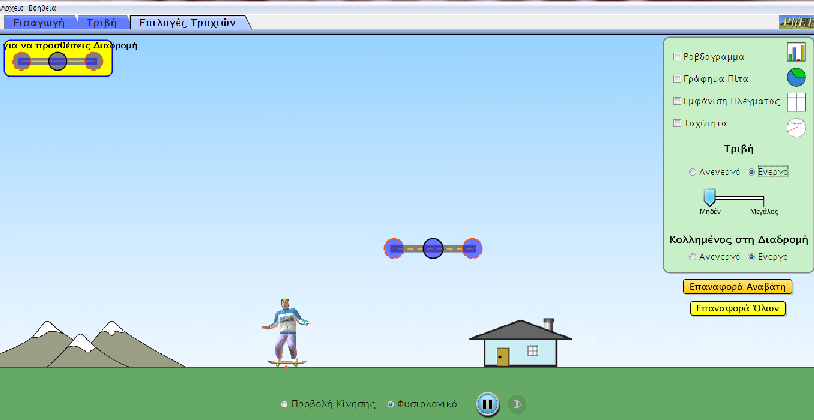 Αρχείο Βοήθεια
Εισαγωγή Τριβή Επιλογές Τροχιών
για να προσθέσεις Διαδρομή
Ραβδόγραμμα
Γράφημα Πίτα
Εμφάνιση Πλέγματος
Ταχύτητα
Τριβή
Ανενεργό Ενεργό
Μηδέν Μεγάλος
Κολλημένος στη Διαδρομή
Ανενεργό Ενεργό
Επαναφορά Αναβάτη
Επαναφορά Όλων
Προβολή Κίνησης Φυσιολογικό